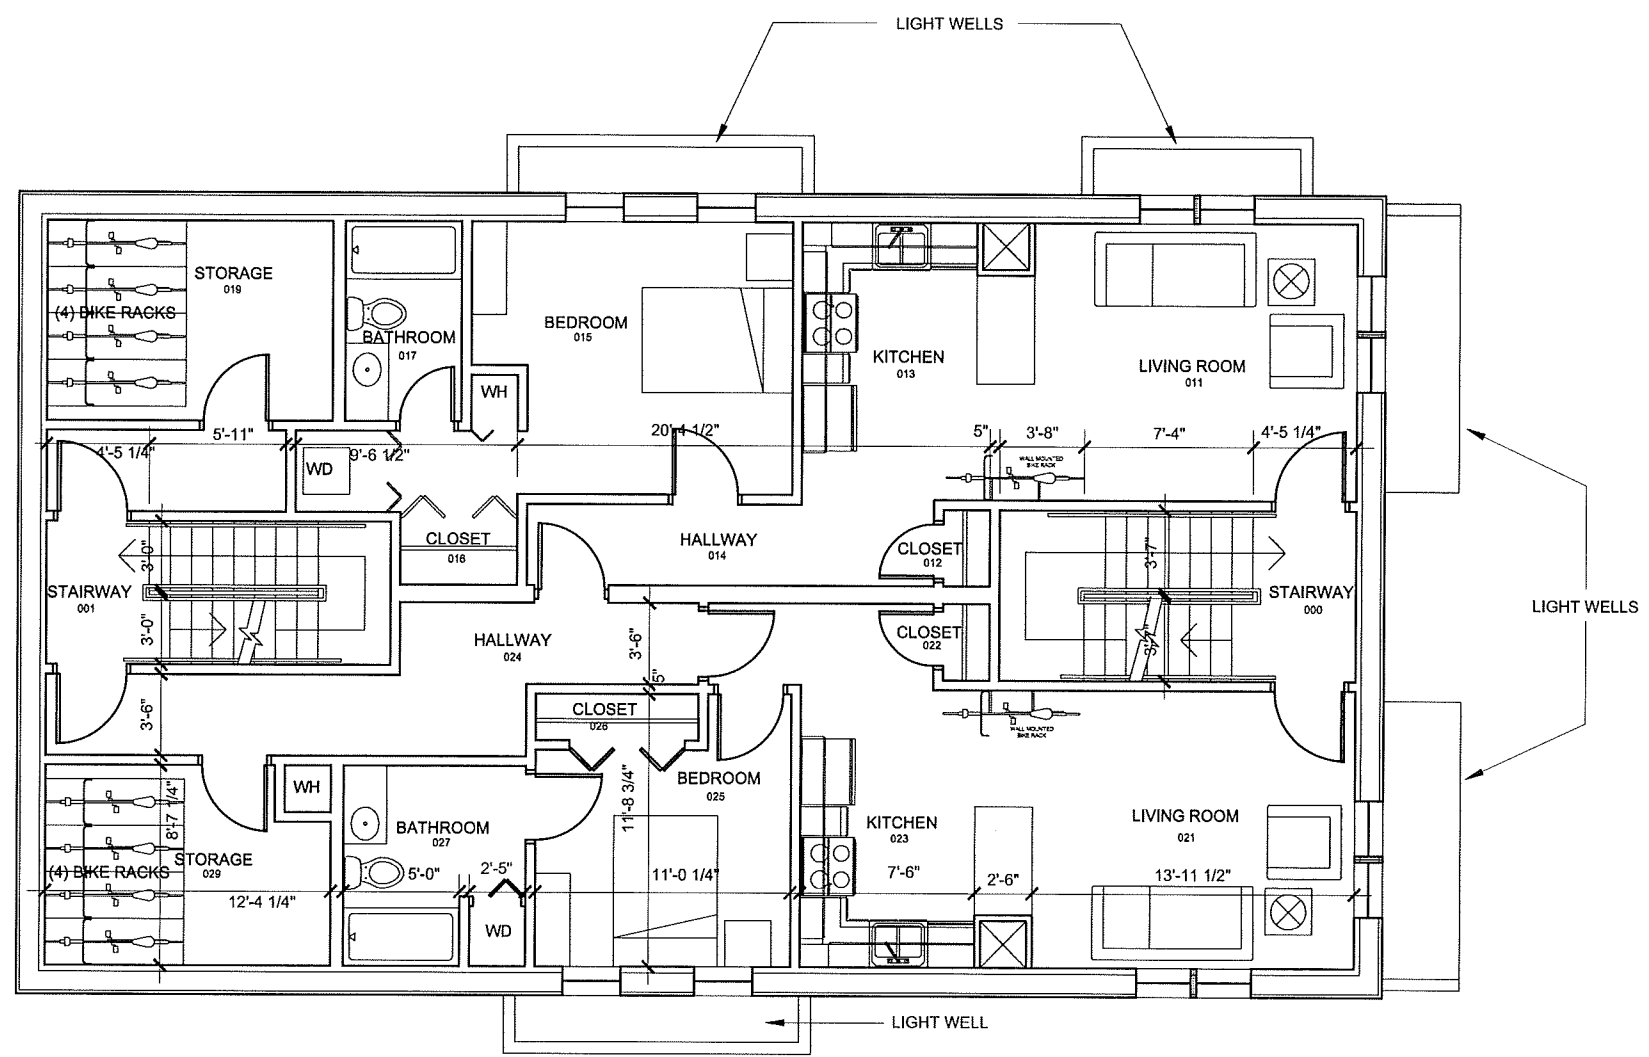 LIGHT WELLS
STORAGE
019
(4) BIKE RACKS
BATHROOM
017
BEDROOM
015
KITCHEN
013
LIVING ROOM
011
WH
4'-5 1/4"
5'-11"
WD
9'-6 1/2"
20'-4 1/2"
5"
3'-8"
7'-4"
4'-5 1/4"
WALL MOUNTED
BIKE RACK
CLOSET
016
HALLWAY
014
CLOSET
012
3'-0"
3'-7"
STAIRWAY
001
STAIRWAY
000
LIGHT WELLS
3'-0"
HALLWAY
024
3'-6"
5"
CLOSET
022
3'-6"
CLOSET
026
WALL MOUNTED
BIKE RACK
WH
8'-7 1/4"
11'-8 3/4"
BEDROOM
025
BATHROOM
027
KITCHEN
023
LIVING ROOM
021
STORAGE
029
(4) BIKE RACKS
12'-4 1/4"
5'-0"
2'-5"
11'-0 1/4"
7'-6"
2'-6"
13'-11 1/2"
WD
LIGHT WELL